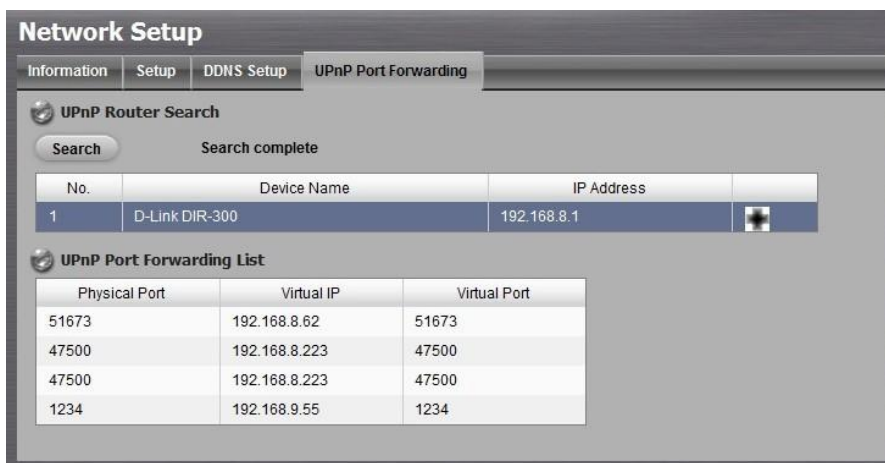 Network Setup
Information Setup DDNS Setup UPnP Port Forwarding
UPnP Router Search
Search Search complete
No. Device Name IP Address
1 D-Link DIR-300 192.168.8.1
UPnP Port Forwarding List
Physical Port Virtual IP Virtual Port
51673 192.168.8.62 51673
47500 192.168.8.223 47500
47500 192.168.8.223 47500
1234 192.168.9.55 1234